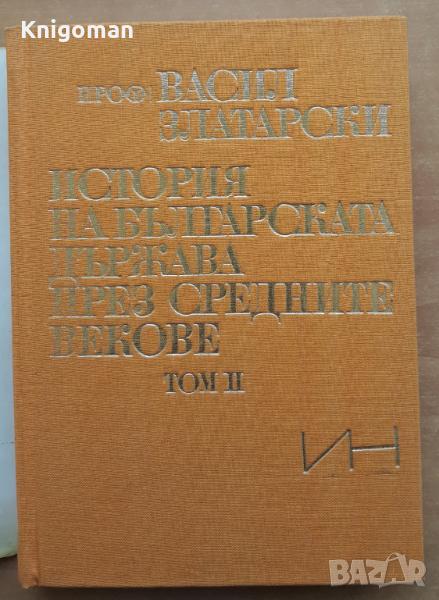 Knigoman
ПРОФ. ВАСИЛ
ЗЛАТАРСКИ
ИСТОРИЯ
НА БЪЛГАРСКАТА
ДЪРЖАВА
ПРЕЗ СРЕДНИТЕ
ВЕКОВЕ
ТОМ II
ИН
BAZAR